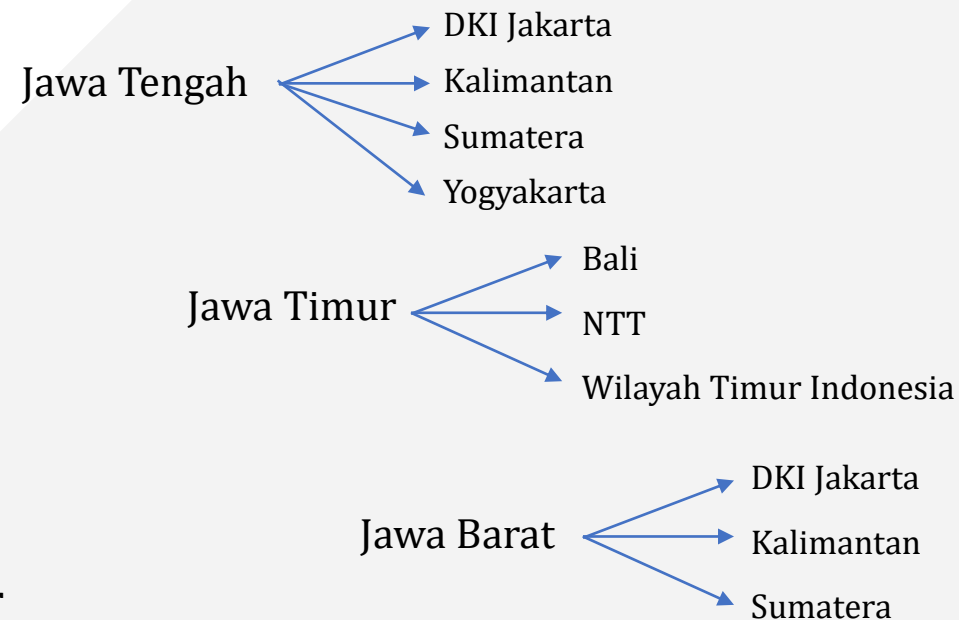 DKI Jakarta
Jawa Tengah
Kalimantan
Sumatera
Yogyakarta
Bali
Jawa Timur
NTT
Wilayah Timur Indonesia
DKI Jakarta
Jawa Barat
Kalimantan
Sumatera